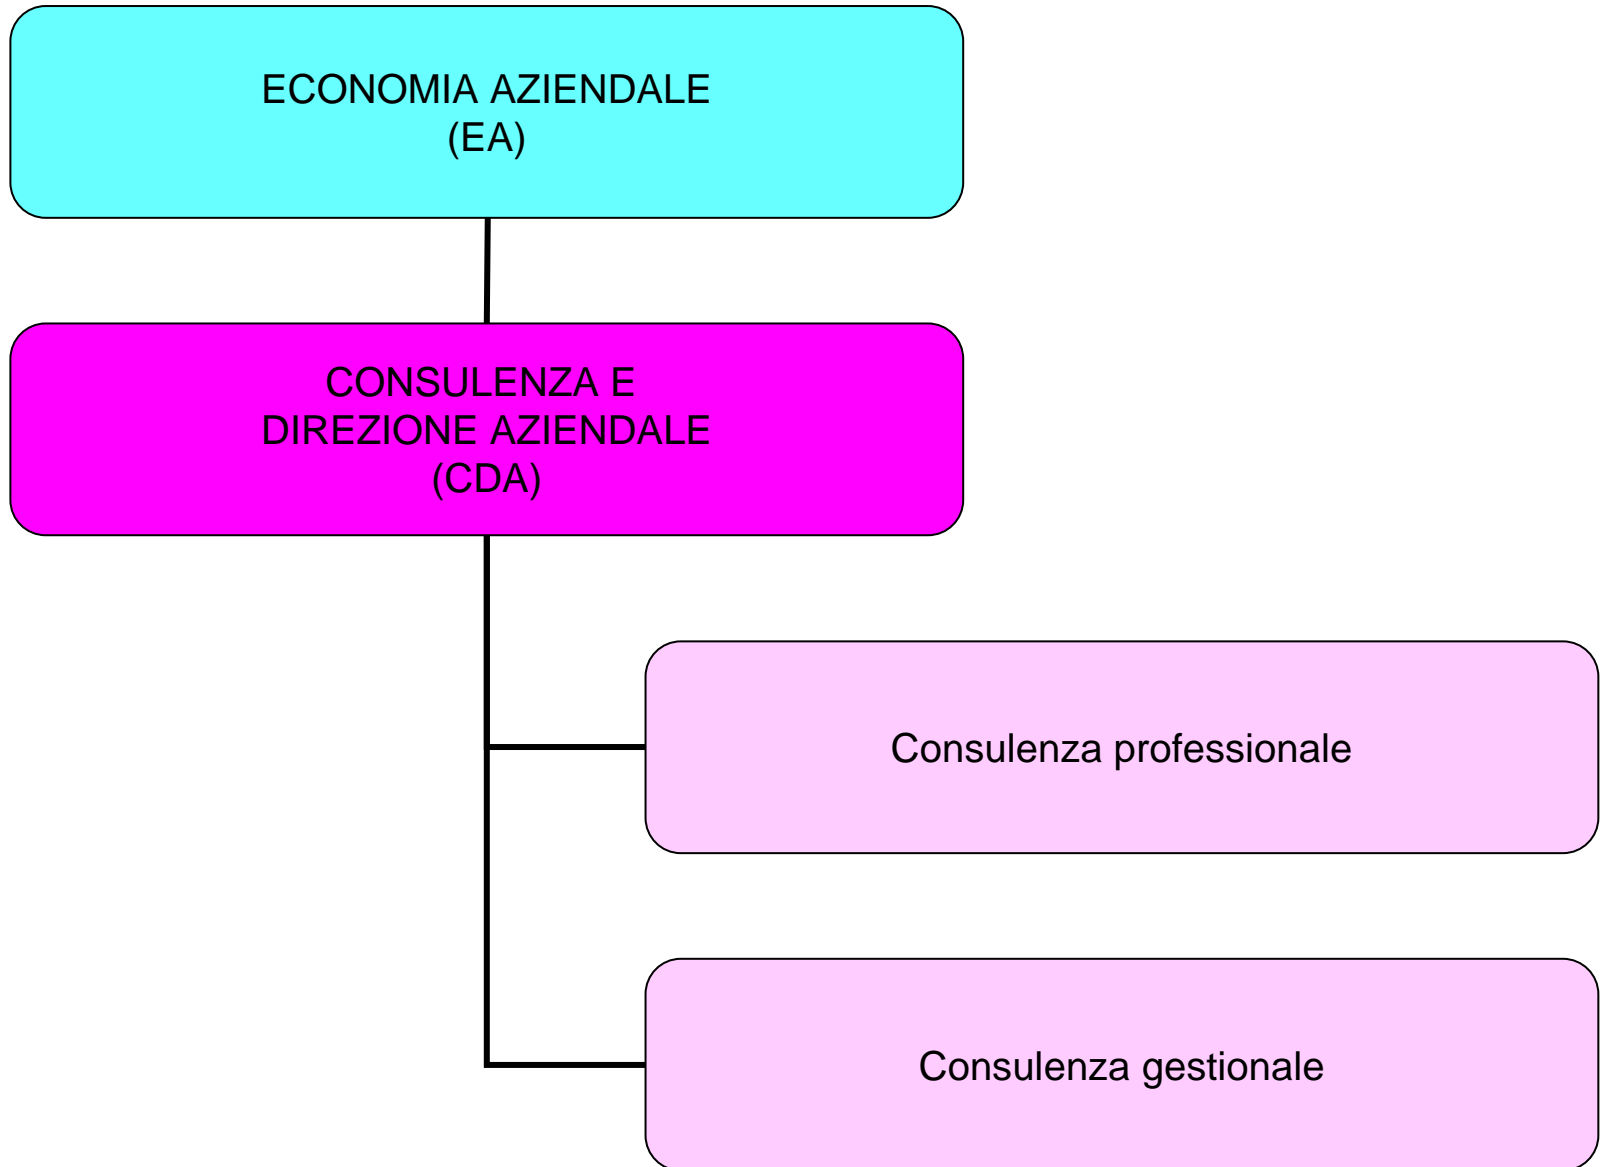 ECONOMIA AZIENDALE
(EA)
CONSULENZA E
DIREZIONE AZIENDALE
(CDA)
Consulenza professionale
Consulenza gestionale